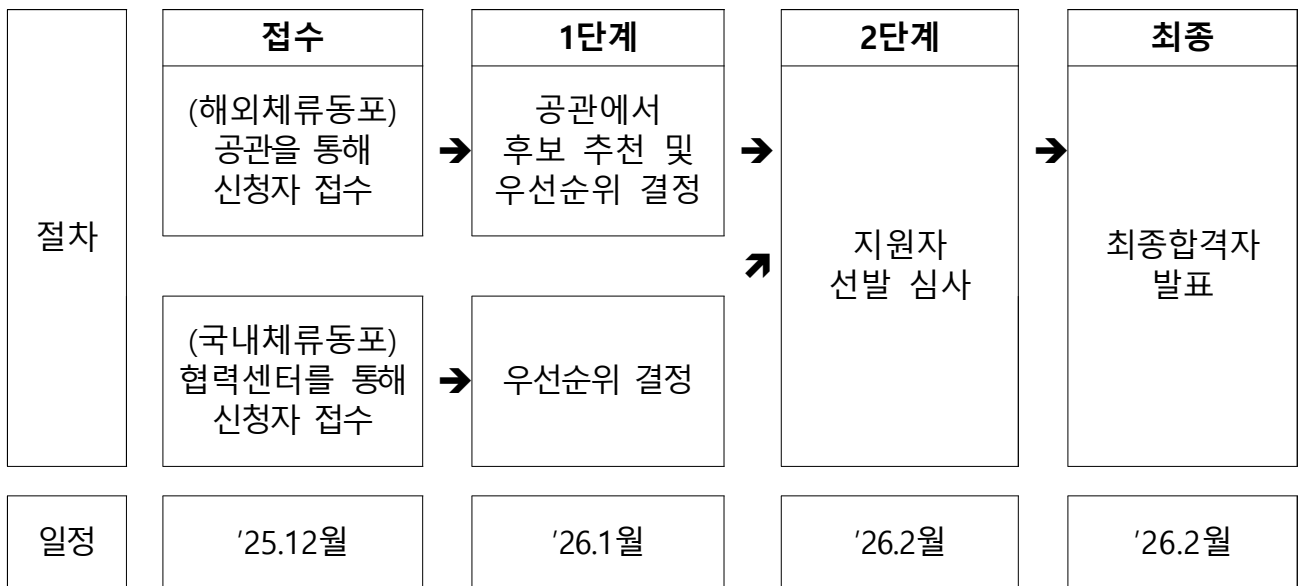 접수
1단계
2단계
최종
절차
(해외체류동포)
공관을 통해
신청자 접수
➔
공관에서
후보 추천 및
우선순위 결정
➔
지원자
선발 심사
➔
최종합격자
발표
(국내체류동포)
협력센터를 통해
신청자 접수
➔
우선순위 결정
➔
일정
'25.12월
'26.1월
'26.2월
'26.2월